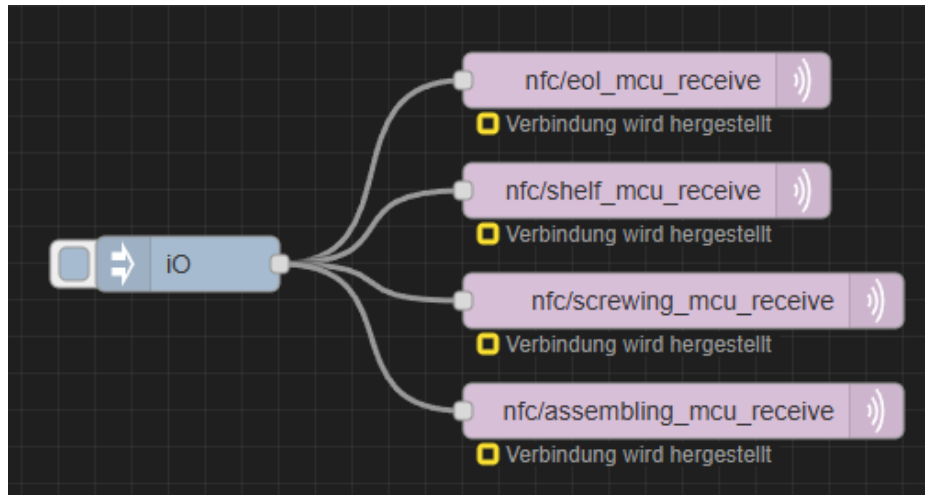 nfc/eol_mcu_receive
Verbindung wird hergestellt
nfc/shelf_mcu_receive
Verbindung wird hergestellt
iO
nfc/screwing_mcu_receive
Verbindung wird hergestellt
nfc/assembling_mcu_receive
Verbindung wird hergestellt